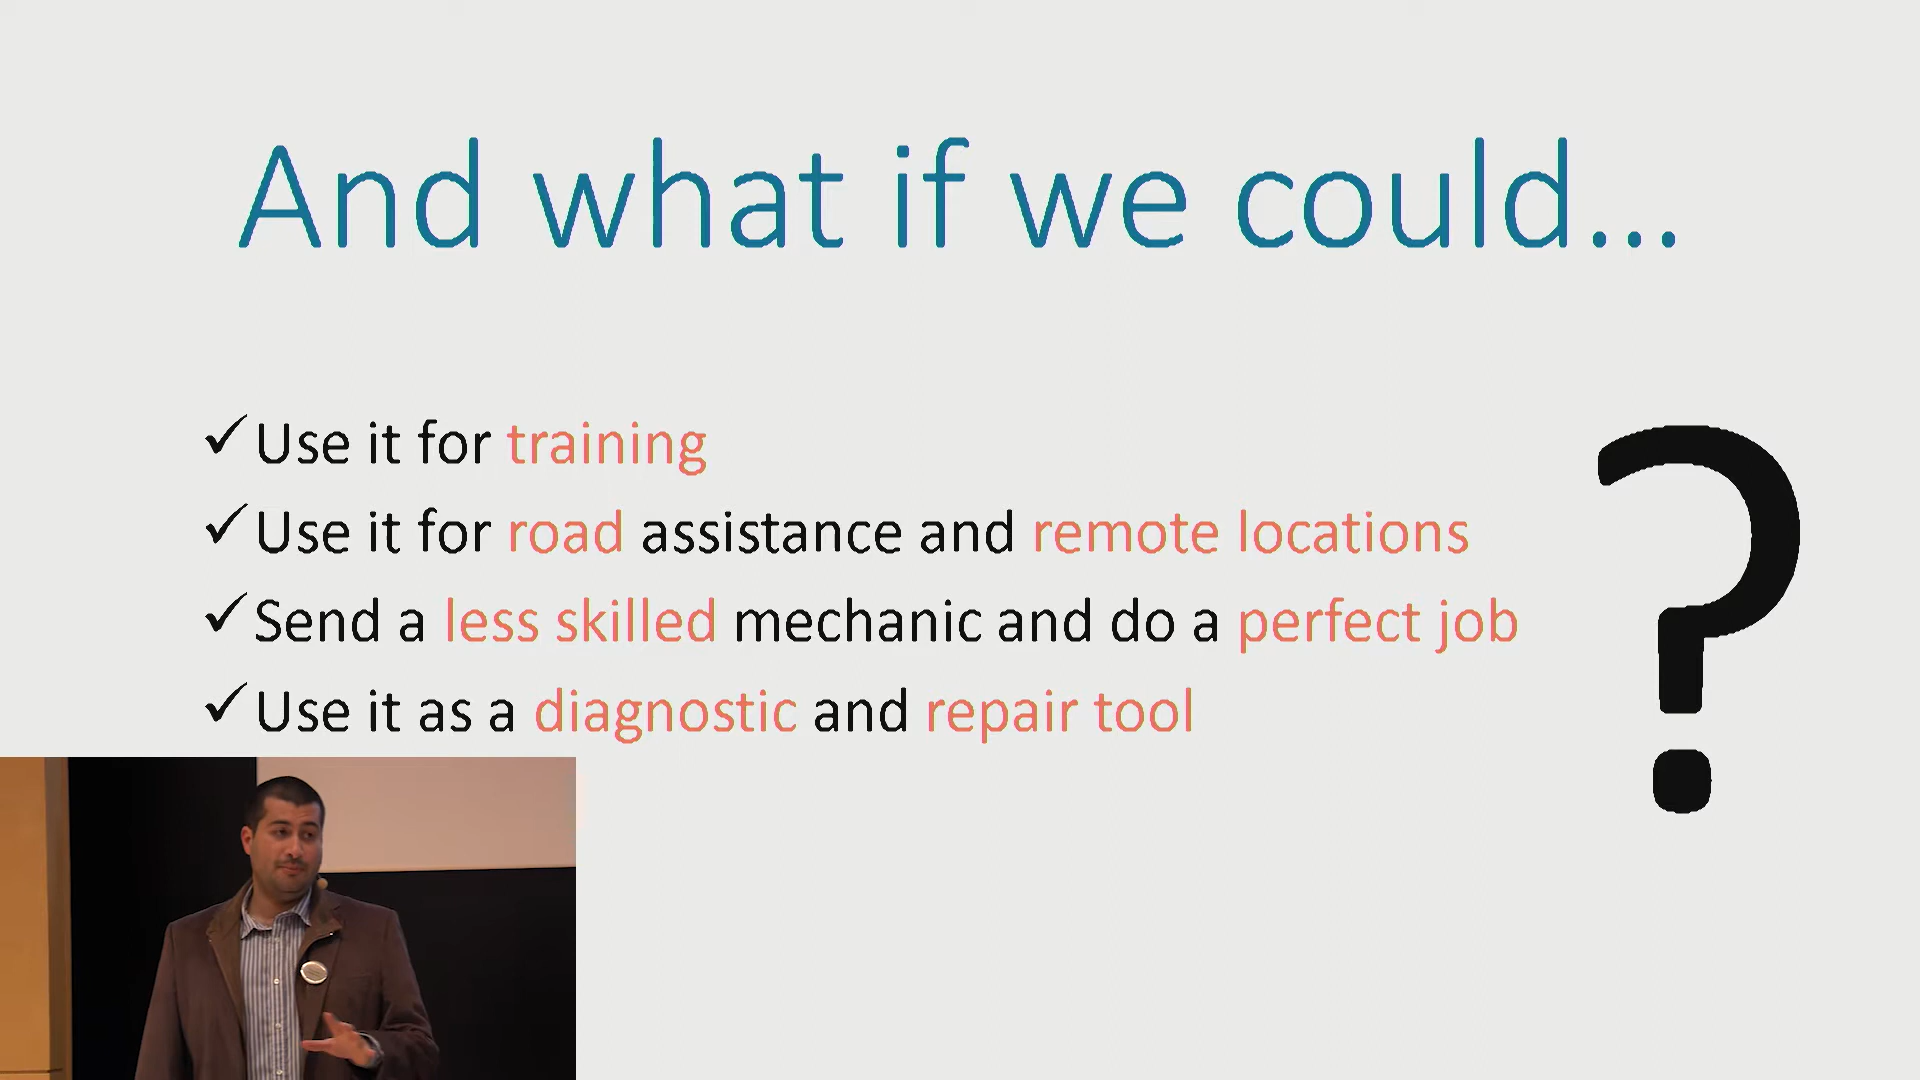 And what if we could...
✓Use it for training
✓Use it for road assistance and remote locations
✓Send a less skilled mechanic and do a perfect job
✓Use it as a diagnostic and repair tool
?